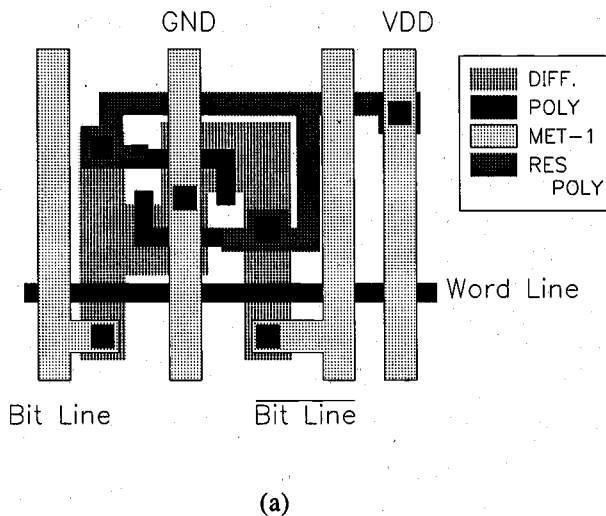 GND
VDD
DIFF.
POLY
MET-1
RES
POLY
Word Line
Bit Line
Bit Line
(a)